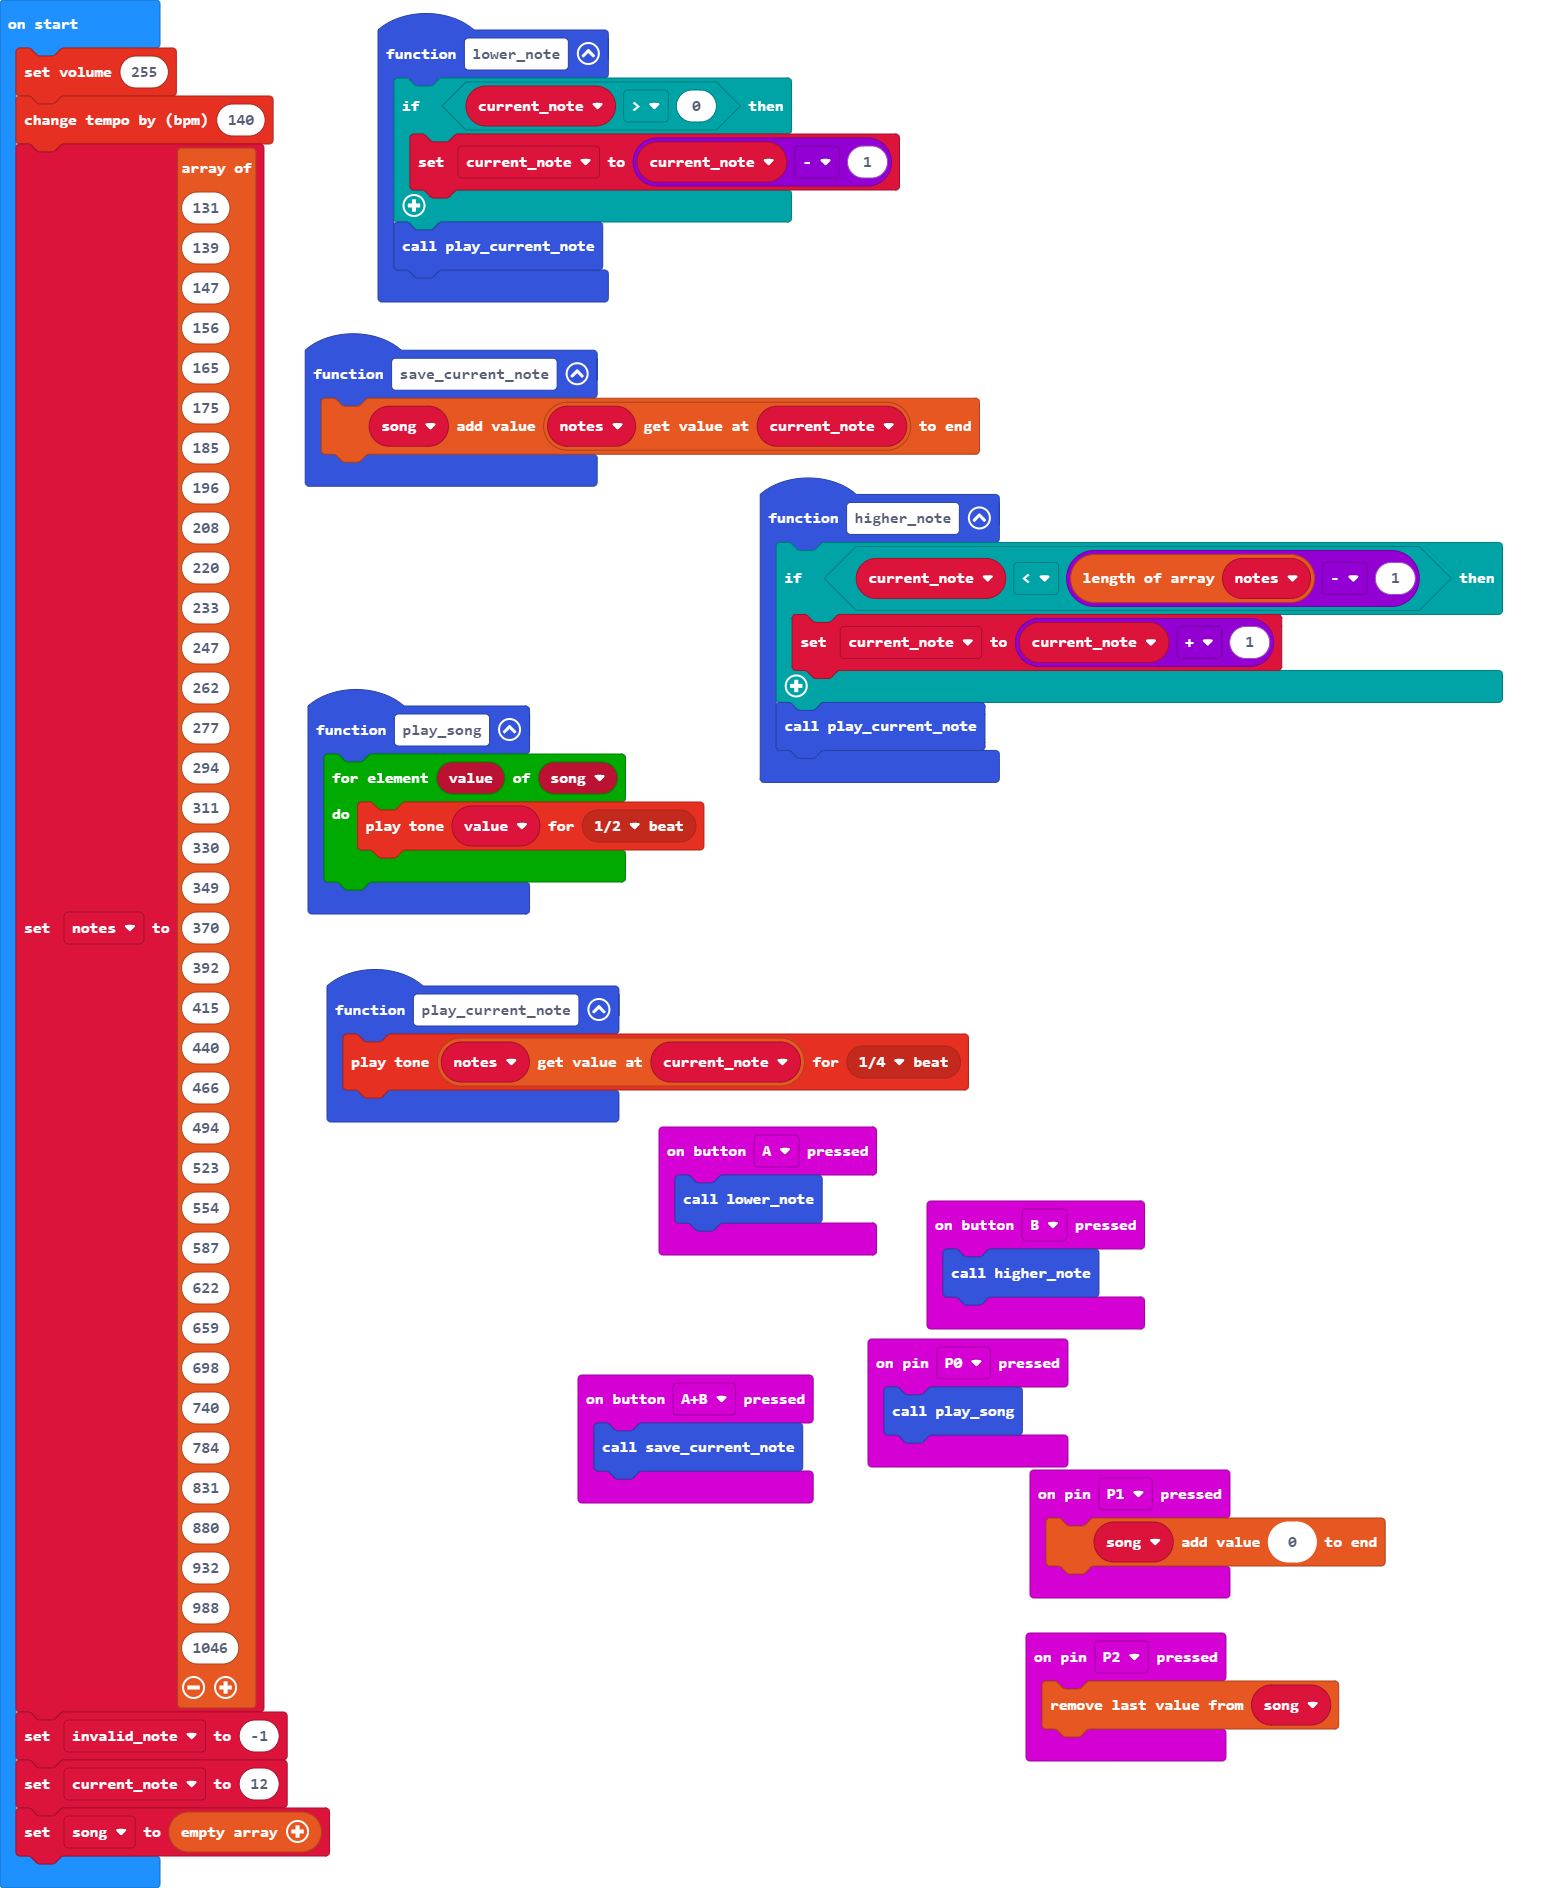 on start
set volume 255
change tempo by (bpm) 140
array of
131
139
147
156
165
175
185
196
208
220
233
247
262
277
294
311
330
349
set notes to 370
392
415
440
466
494
523
554
587
622
659
698
740
784
831
880
932
988
1046
set invalid_note to -1
set current_note to 12
set song to empty array
function lower_note
if current_note > 0 then
set current_note to current_note - 1
call play_current_note
function save_current_note
song add value notes get value at current_note to end
function higher_note
if current_note < length of array notes - 1 then
set current_note to current_note + 1
call play_current_note
function play_song
for element value of song
do play tone value for 1/2 beat
function play_current_note
play tone notes get value at current_note for 1/4 beat
on button A pressed
call lower_note
on button B pressed
call higher_note
on pin P0 pressed
call play_song
on button A+B pressed
call save_current_note
on pin P1 pressed
song add value 0 to end
on pin P2 pressed
remove last value from song